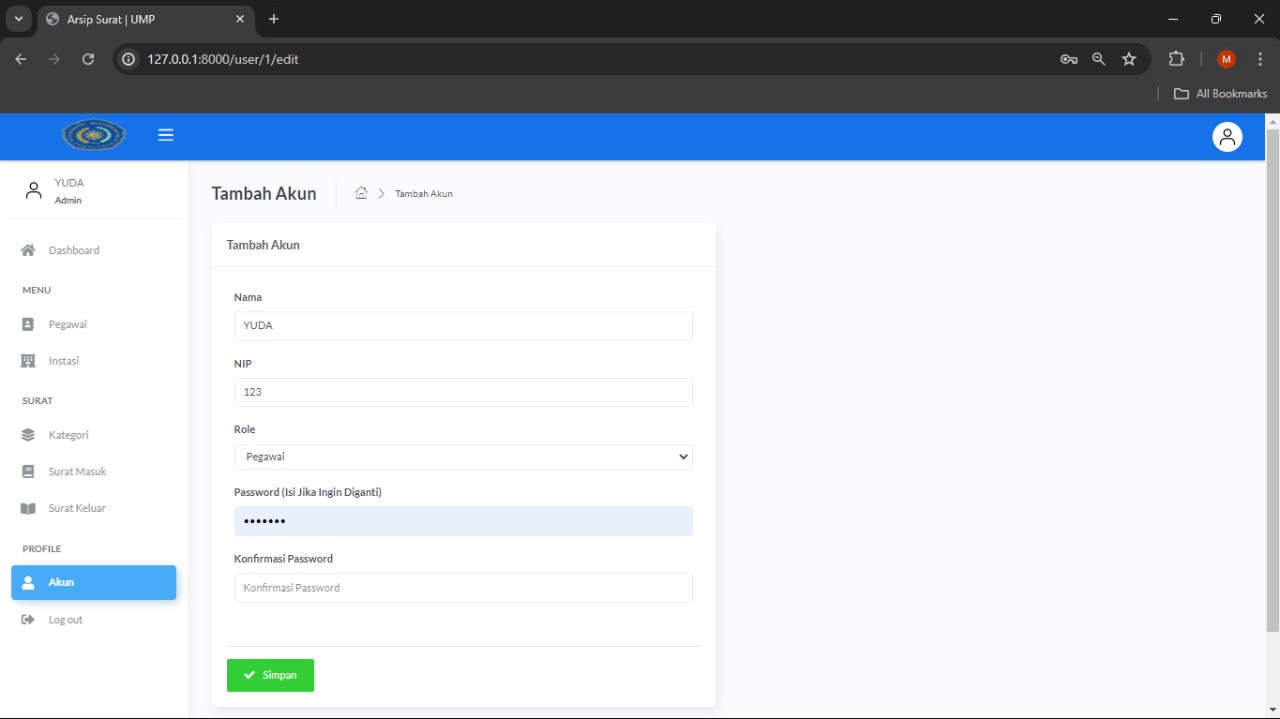 Arsip Surat | UMP
127.0.0.1:8000/user/1/edit
M
All Bookmarks
YUDA
Admin
Tambah Akun
Tambah Akun
Dashboard
MENU
Pegawai
Instasi
SURAT
Kategori
Surat Masuk
Surat Keluar
PROFILE
Akun
Log out
Tambah Akun
Nama
YUDA
NIP
123
Role
Pegawai
Password (Isi Jika Ingin Diganti)
•••••••
Konfirmasi Password
Konfirmasi Password
Simpan